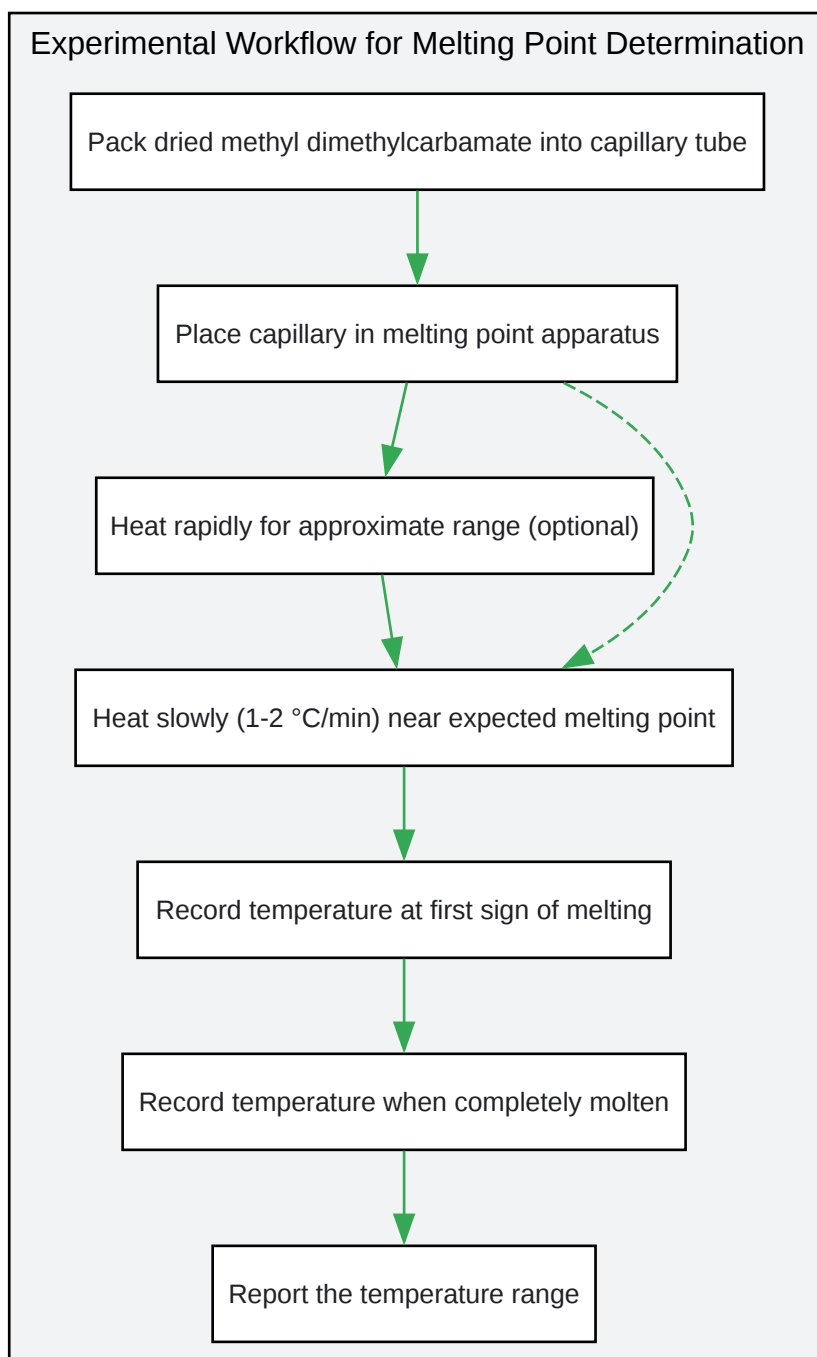 Experimental Workflow for Melting Point Determination
Pack dried methyl dimethylcarbamate into capillary tube
Place capillary in melting point apparatus
Heat rapidly for approximate range (optional)
Heat slowly (1-2 °C/min) near expected melting point
Record temperature at first sign of melting
Record temperature when completely molten
Report the temperature range